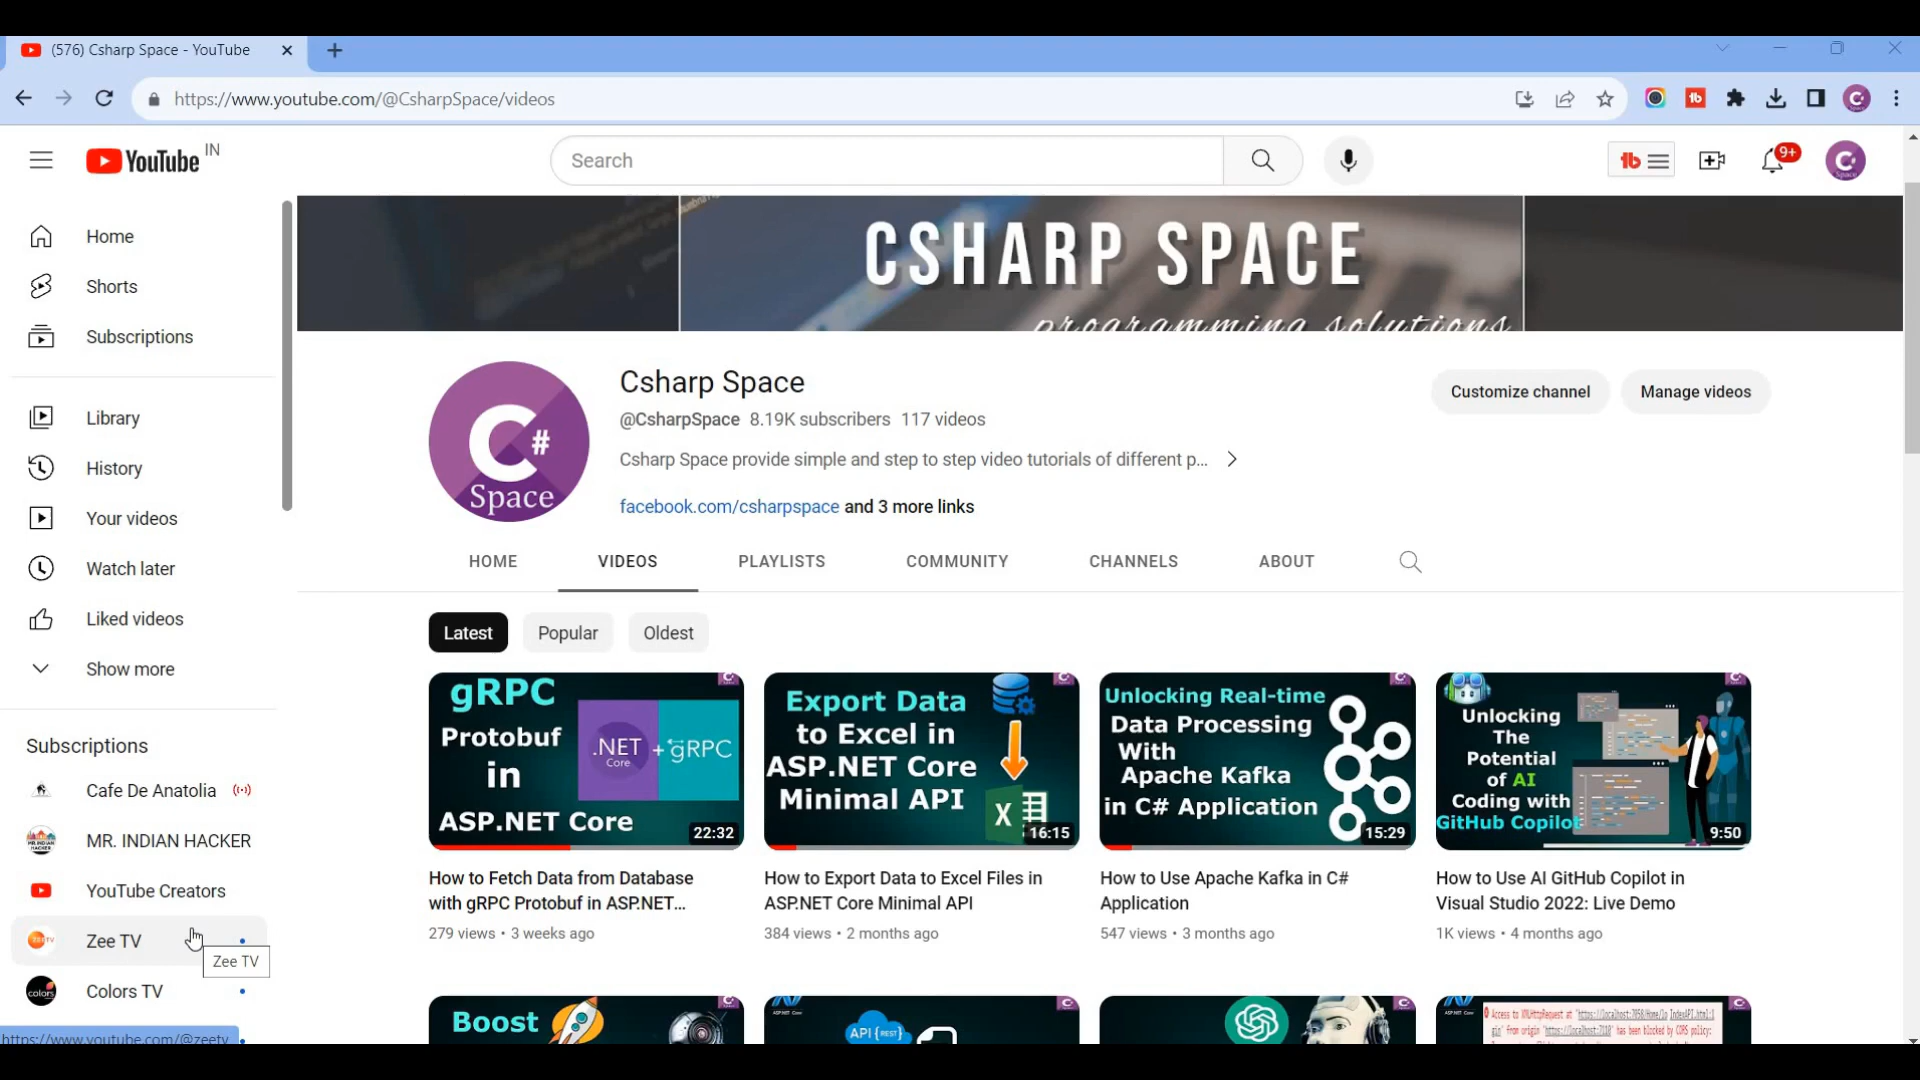 (576) Csharp Space - YouTube
https://www.youtube.com/@CsharpSpace/videos
YouTube IN
Search
9+
Home
Shorts
Subscriptions
Library
History
Your videos
Watch later
Liked videos
Show more
Subscriptions
Cafe De Anatolia
MR. INDIAN HACKER
YouTube Creators
Zee TV
Zee TV
Colors TV
https://www.youtube.com/@zeetv
CSHARP SPACE
programming solutions
C# Space
Csharp Space
@CsharpSpace 8.19K subscribers 117 videos
Csharp Space provide simple and step to step video tutorials of different p...
facebook.com/csharpspace and 3 more links
Customize channel
Manage videos
HOME VIDEOS PLAYLISTS COMMUNITY CHANNELS ABOUT
Latest Popular Oldest
gRPC
Protobuf
in
ASP.NET Core
.NET Core + gRPC
22:32
How to Fetch Data from Database
with gRPC Protobuf in ASP.NET...
279 views • 3 weeks ago
Export Data
to Excel in
ASP.NET Core
Minimal API
16:15
How to Export Data to Excel Files in
ASP.NET Core Minimal API
384 views • 2 months ago
Unlocking Real-time
Data Processing
With
Apache Kafka
in C# Application
15:29
How to Use Apache Kafka in C#
Application
547 views • 3 months ago
Unlocking
The
Potential
of AI
Coding with
GitHub Copilot
9:50
How to Use AI GitHub Copilot in
Visual Studio 2022: Live Demo
1K views • 4 months ago
Boost
API {REST}